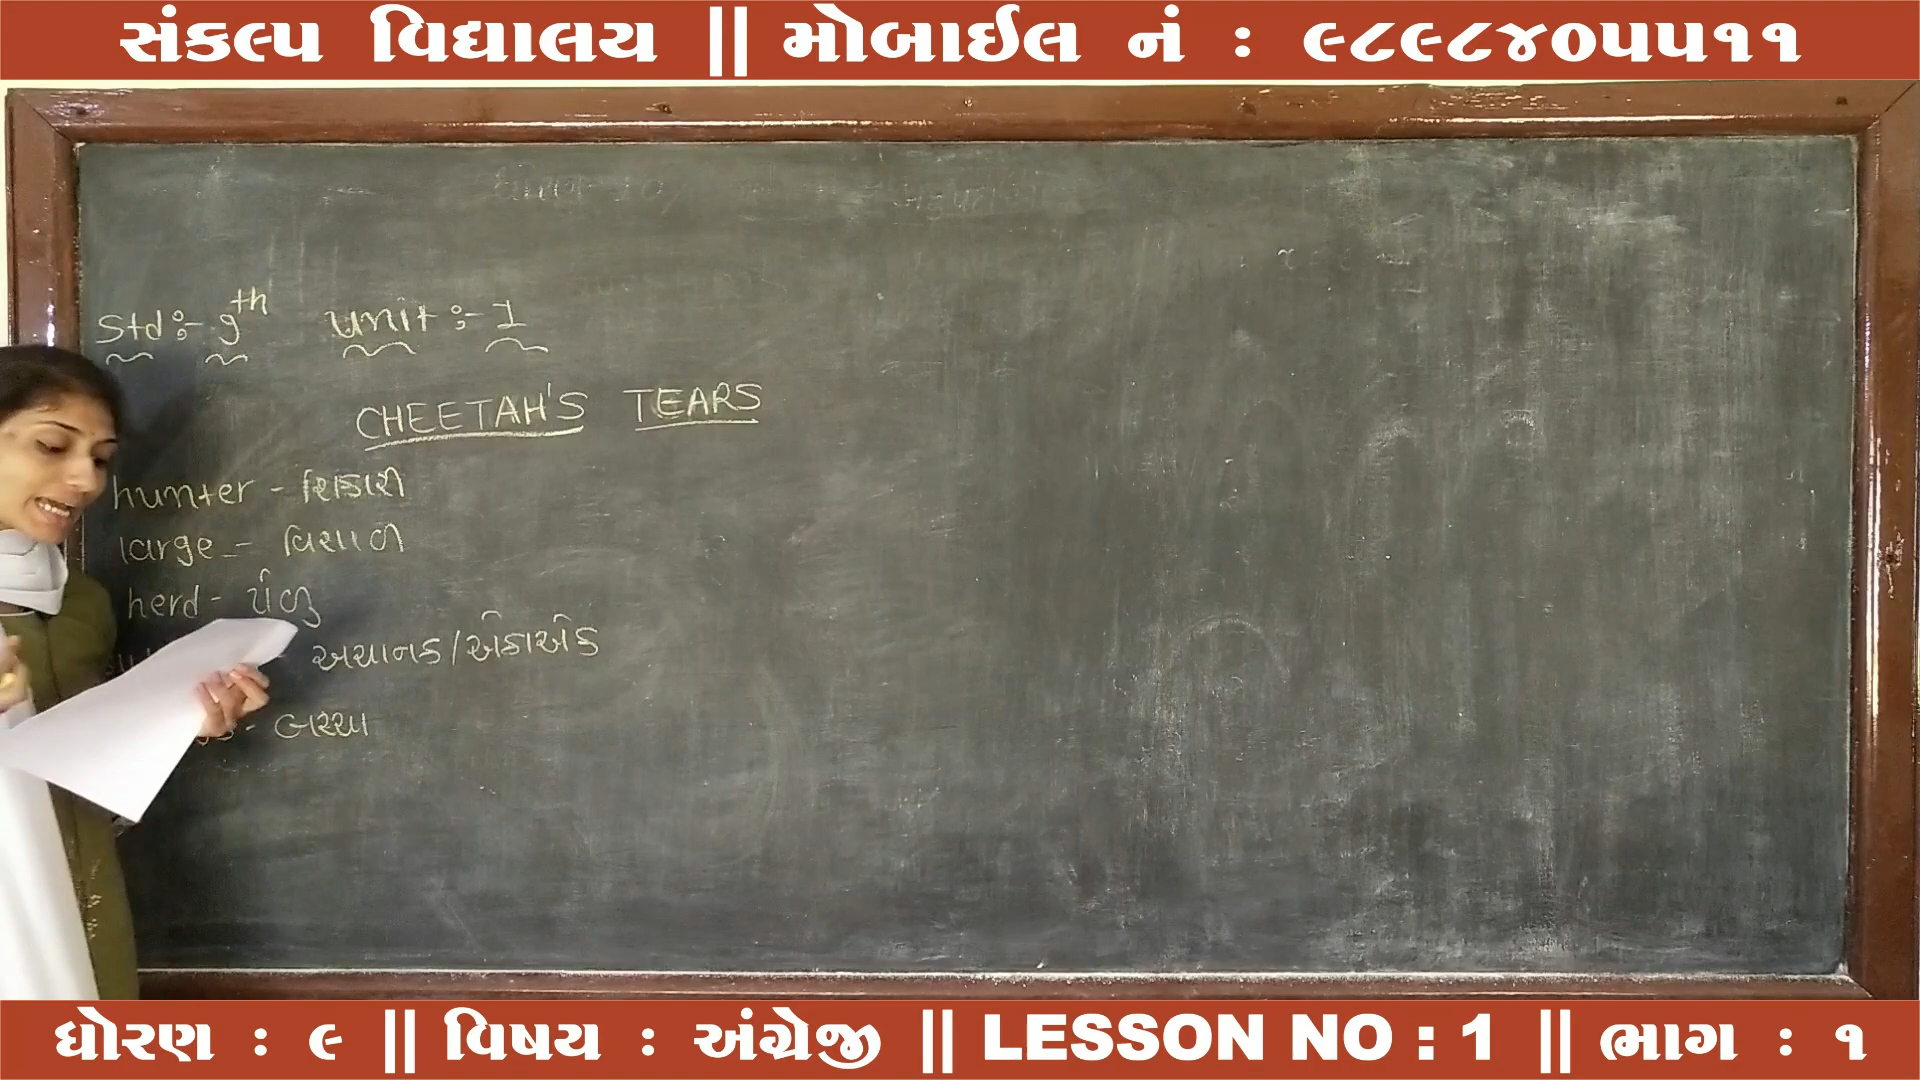 સંકલ્પ વિદ્યાલય || મોબાઈલ નં : ૯૮૯૮૪૦૫૫૧૧
Std :- 9th Unit :- 1
CHEETAH'S TEARS
hunter - શિકારી
large - વિશાળ
herd - ટોળું
અચાનક/એકાએક
- બચ્ચા
ધોરણ : ૯ || વિષય : અંગ્રેજી || LESSON NO : 1 || ભાગ : ૧